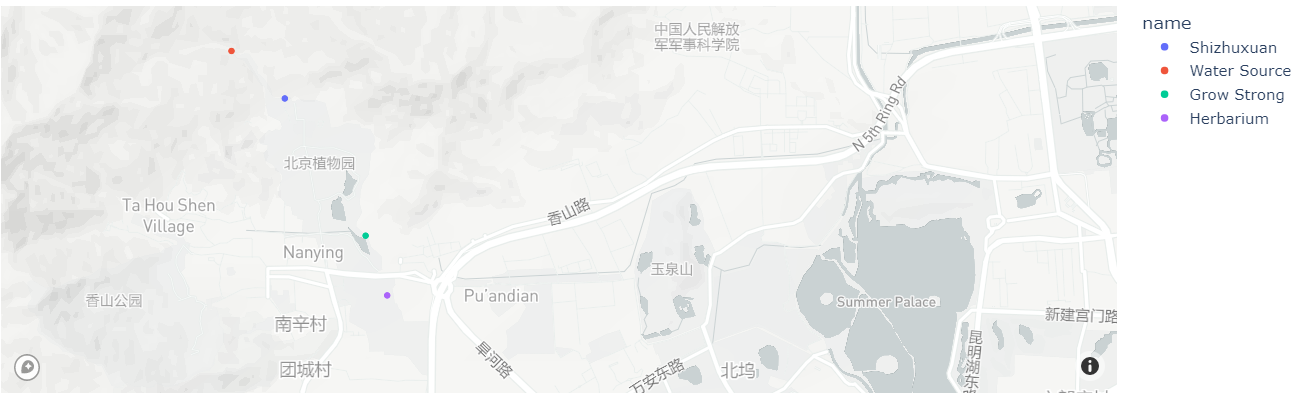 中国人民解放
军军事科学院
N 5th Ring Rd
北京植物园
Ta Hou Shen
Village
香山路
Nanying
玉泉山
香山公园
Pu'andian
Summer Palace
南辛村
新建宫门路
团城村
旱河路
万安东路
北坞
昆明湖东路
name
Shizhuxuan
Water Source
Grow Strong
Herbarium